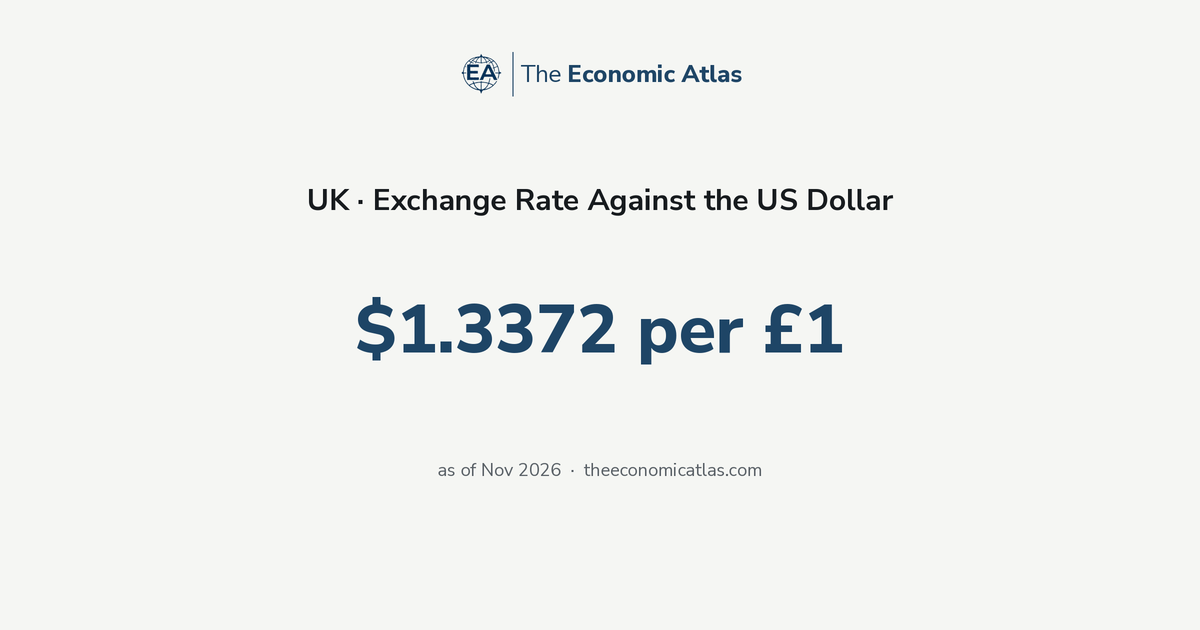 EA The Economic Atlas
UK · Exchange Rate Against the US Dollar
$1.3372 per £1
as of Nov 2026 · theeconomicatlas.com